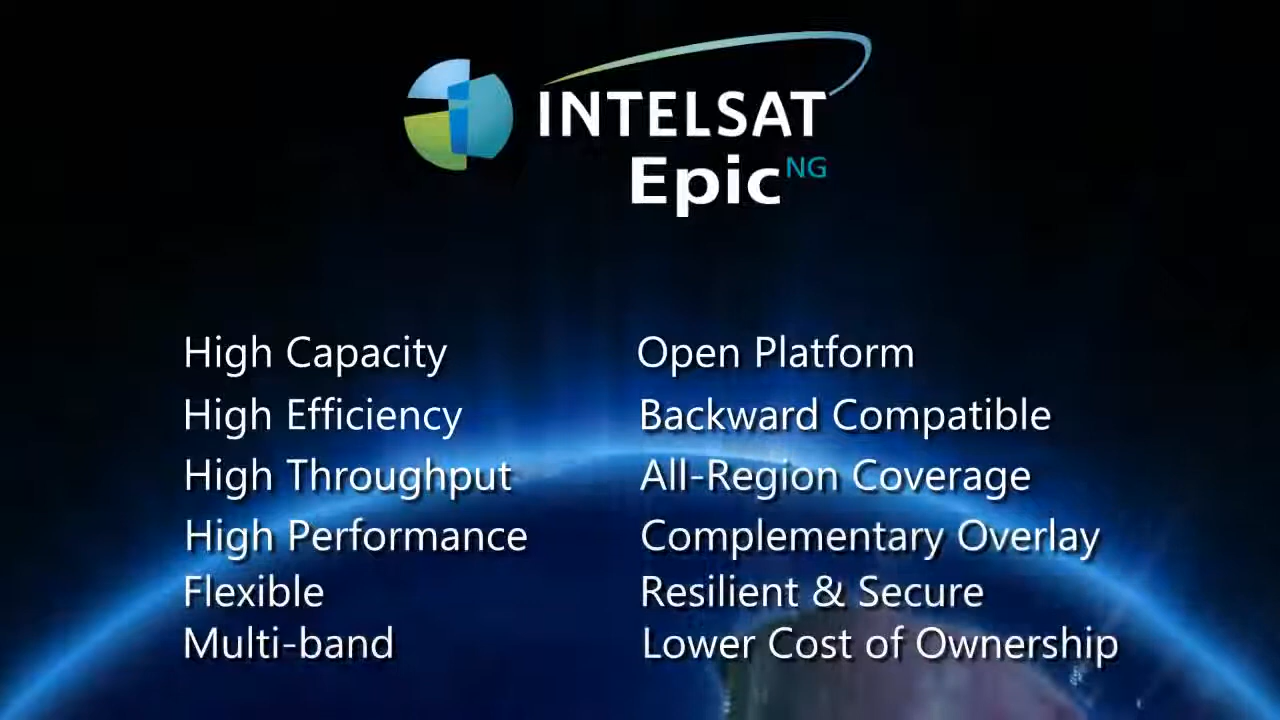 INTELSAT
Epic NG
High Capacity
High Efficiency
High Throughput
High Performance
Flexible
Multi-band
Open Platform
Backward Compatible
All-Region Coverage
Complementary Overlay
Resilient & Secure
Lower Cost of Ownership